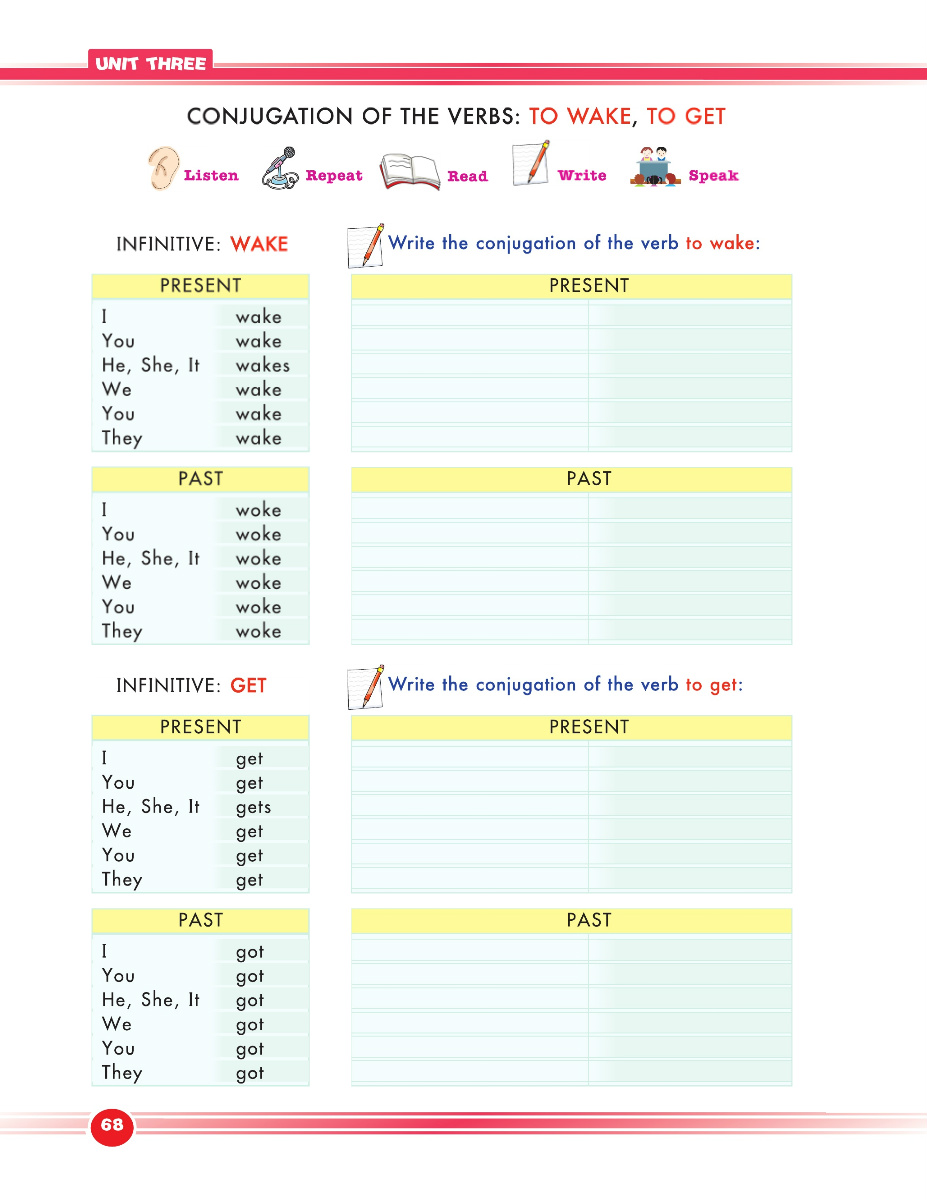 UNIT THREE
CONJUGATION OF THE VERBS: TO WAKE, TO GET
Listen Repeat Read Write Speak
INFINITIVE: WAKE
PRESENT
I wake
You wake
He, She, It wakes
We wake
You wake
They wake
PAST
I woke
You woke
He, She, It woke
We woke
You woke
They woke
Write the conjugation of the verb to wake:
PRESENT
PAST
INFINITIVE: GET
PRESENT
I get
You get
He, She, It gets
We get
You get
They get
PAST
I got
You got
He, She, It got
We got
You got
They got
Write the conjugation of the verb to get:
PRESENT
PAST
68